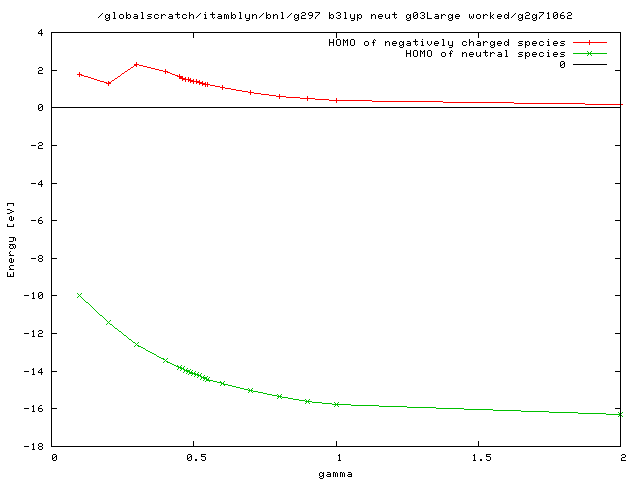 /globalscratch/itamblyn/bnl/g297 b3lyp neut g03Large worked/g2g71062
HOMO of negatively charged species
HOMO of neutral species
0
4
2
0
-2
-4
-6
-8
-10
-12
-14
-16
-18
Energy [eV]
0 0.5 1 1.5 2
gamma